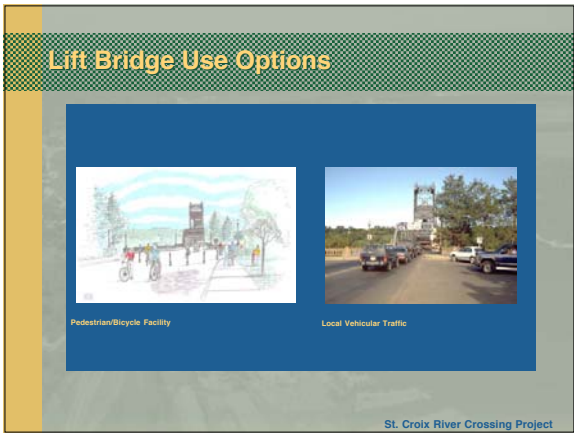 Lift Bridge Use Options
Pedestrian/Bicycle Facility
Local Vehicular Traffic
St. Croix River Crossing Project